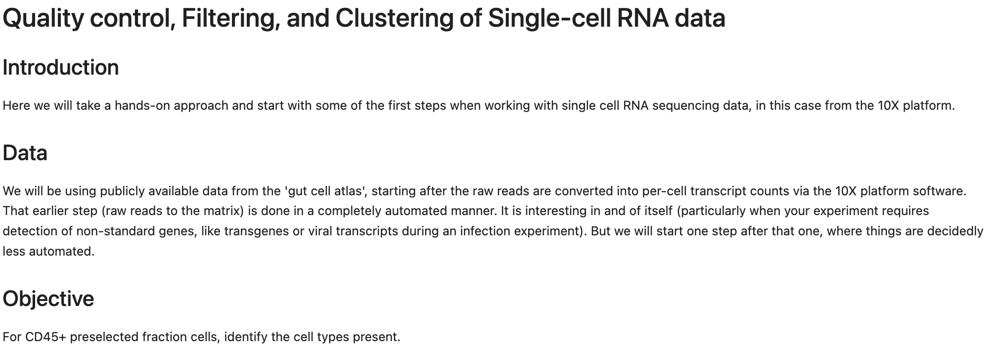 Quality control, Filtering, and Clustering of Single-cell RNA data
Introduction
Here we will take a hands-on approach and start with some of the first steps when working with single cell RNA sequencing data, in this case from the 10X platform.
Data
We will be using publicly available data from the 'gut cell atlas', starting after the raw reads are converted into per-cell transcript counts via the 10X platform software.
That earlier step (raw reads to the matrix) is done in a completely automated manner. It is interesting in and of itself (particularly when your experiment requires
detection of non-standard genes, like transgenes or viral transcripts during an infection experiment). But we will start one step after that one, where things are decidedly
less automated.
Objective
For CD45+ preselected fraction cells, identify the cell types present.